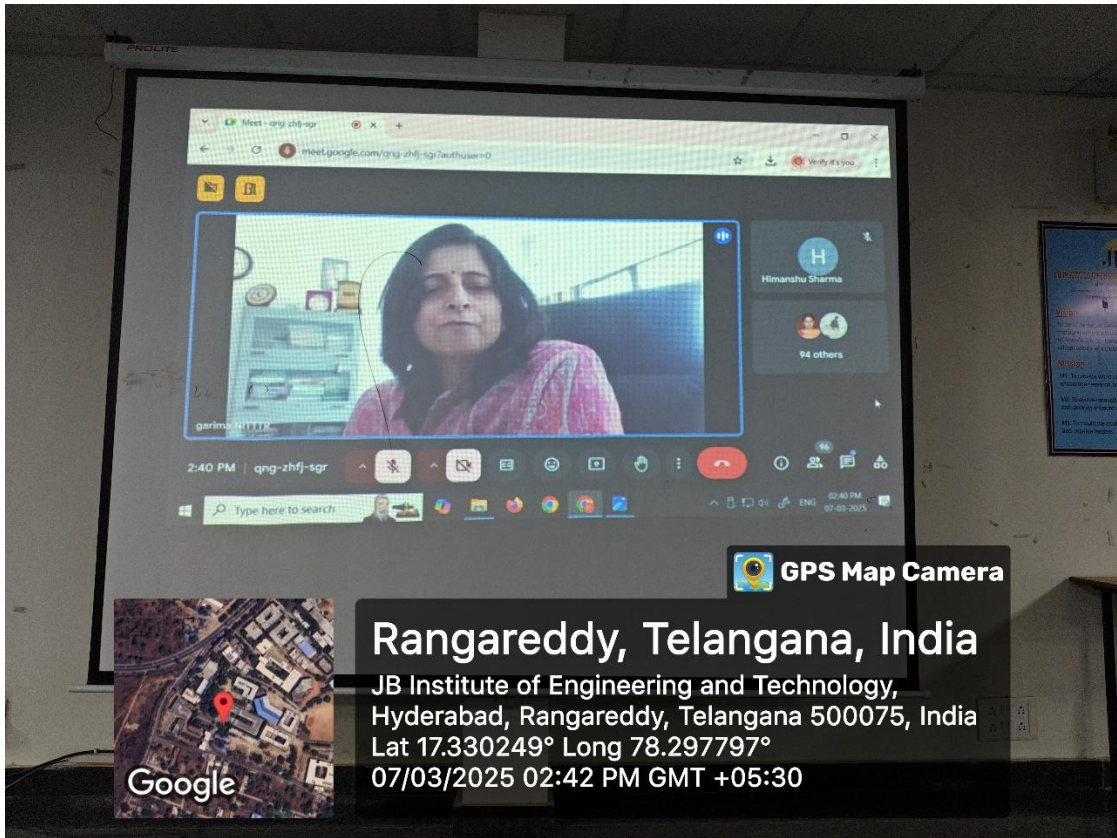 PROLITE
Meet - qng-zhfj-sgr
meet.google.com/qng-zhfj-sgr?authuser=0
Verify it's you
H
Himanshu Sharma
94 others
garima NITTTR
2:40 PM | qng-zhfj-sgr
96
Type here to search
ENG
02:40 PM
07-03-2025
Vision
Mission
GPS Map Camera
Rangareddy, Telangana, India
JB Institute of Engineering and Technology,
Hyderabad, Rangareddy, Telangana 500075, India
Lat 17.330249° Long 78.297797°
07/03/2025 02:42 PM GMT +05:30
Google